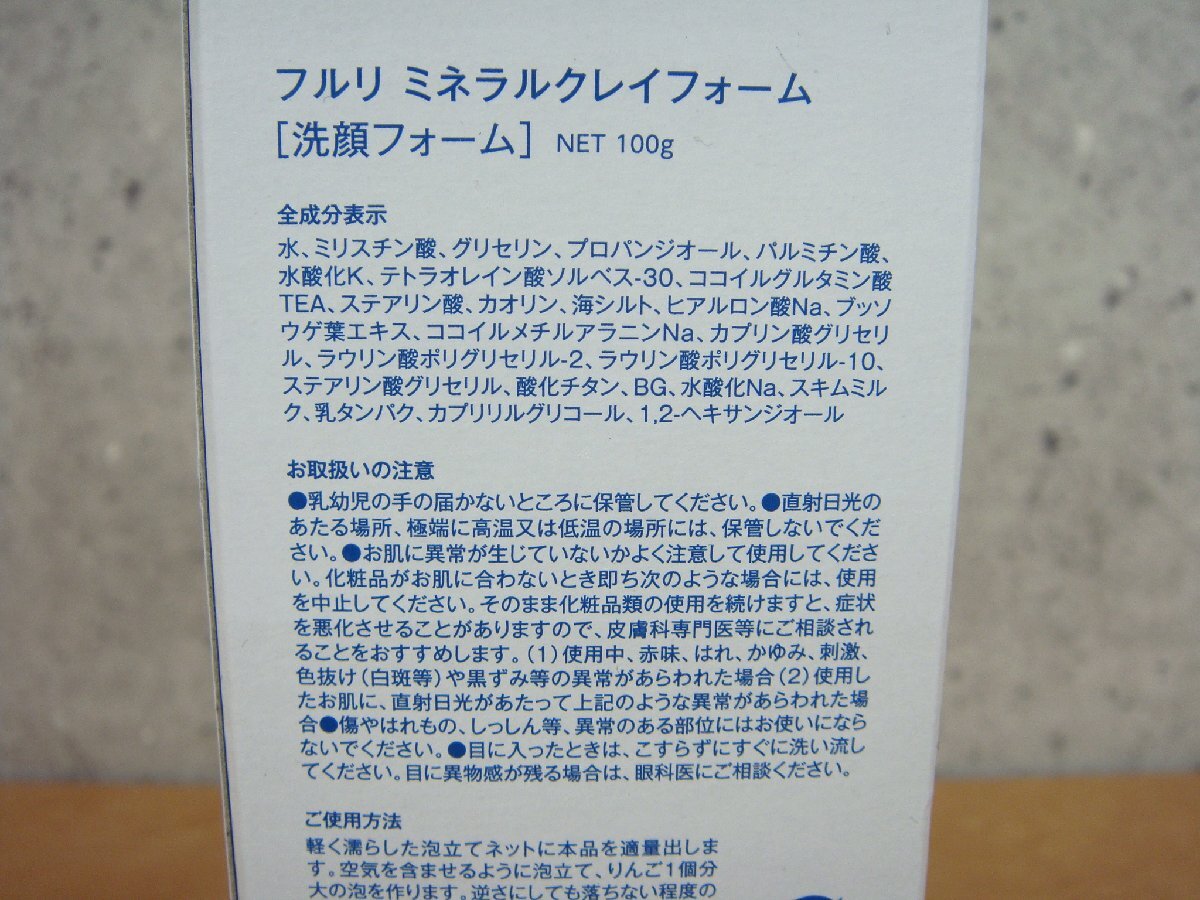 フルリ ミネラルクレイフォーム
[洗顔フォーム] NET 100g
全成分表示
水、ミリスチン酸、グリセリン、プロパンジオール、パルミチン酸、
水酸化K、テトラオレイン酸ソルベス-30、ココイルグルタミン酸
TEA、ステアリン酸、カオリン、海シルト、ヒアルロン酸Na、ブッソ
ウゲ葉エキス、ココイルメチルアラニンNa、カプリン酸グリセリ
ル、ラウリン酸ポリグリセリル-2、ラウリン酸ポリグリセリル-10、
ステアリン酸グリセリル、酸化チタン、BG、水酸化Na、スキムミル
ク、乳タンパク、カプリリルグリコール、1,2-ヘキサンジオール
お取扱いの注意
●乳幼児の手の届かないところに保管してください。●直射日光の
あたる場所、極端に高温又は低温の場所には、保管しないでくだ
さい。●お肌に異常が生じていないかよく注意して使用してくださ
い。化粧品がお肌に合わないとき即ち次のような場合には、使用
を中止してください。そのまま化粧品類の使用を続けますと、症状
を悪化させることがありますので、皮膚科専門医等にご相談され
ることをおすすめします。(1)使用中、赤味、はれ、かゆみ、刺激、
色抜け(白斑等)や黒ずみ等の異常があらわれた場合(2)使用し
たお肌に、直射日光があたって上記のような異常があらわれた場
合●傷やはれもの、しっしん等、異常のある部位にはお使いになら
ないでください。●目に入ったときは、こすらずにすぐに洗い流し
てください。目に異物感が残る場合は、眼科医にご相談ください。
ご使用方法
軽く濡らした泡立てネットに本品を適量出しま
す。空気を含ませるように泡立て、りんご1個分
大の泡を作ります。逆さにしても落ちない程度の